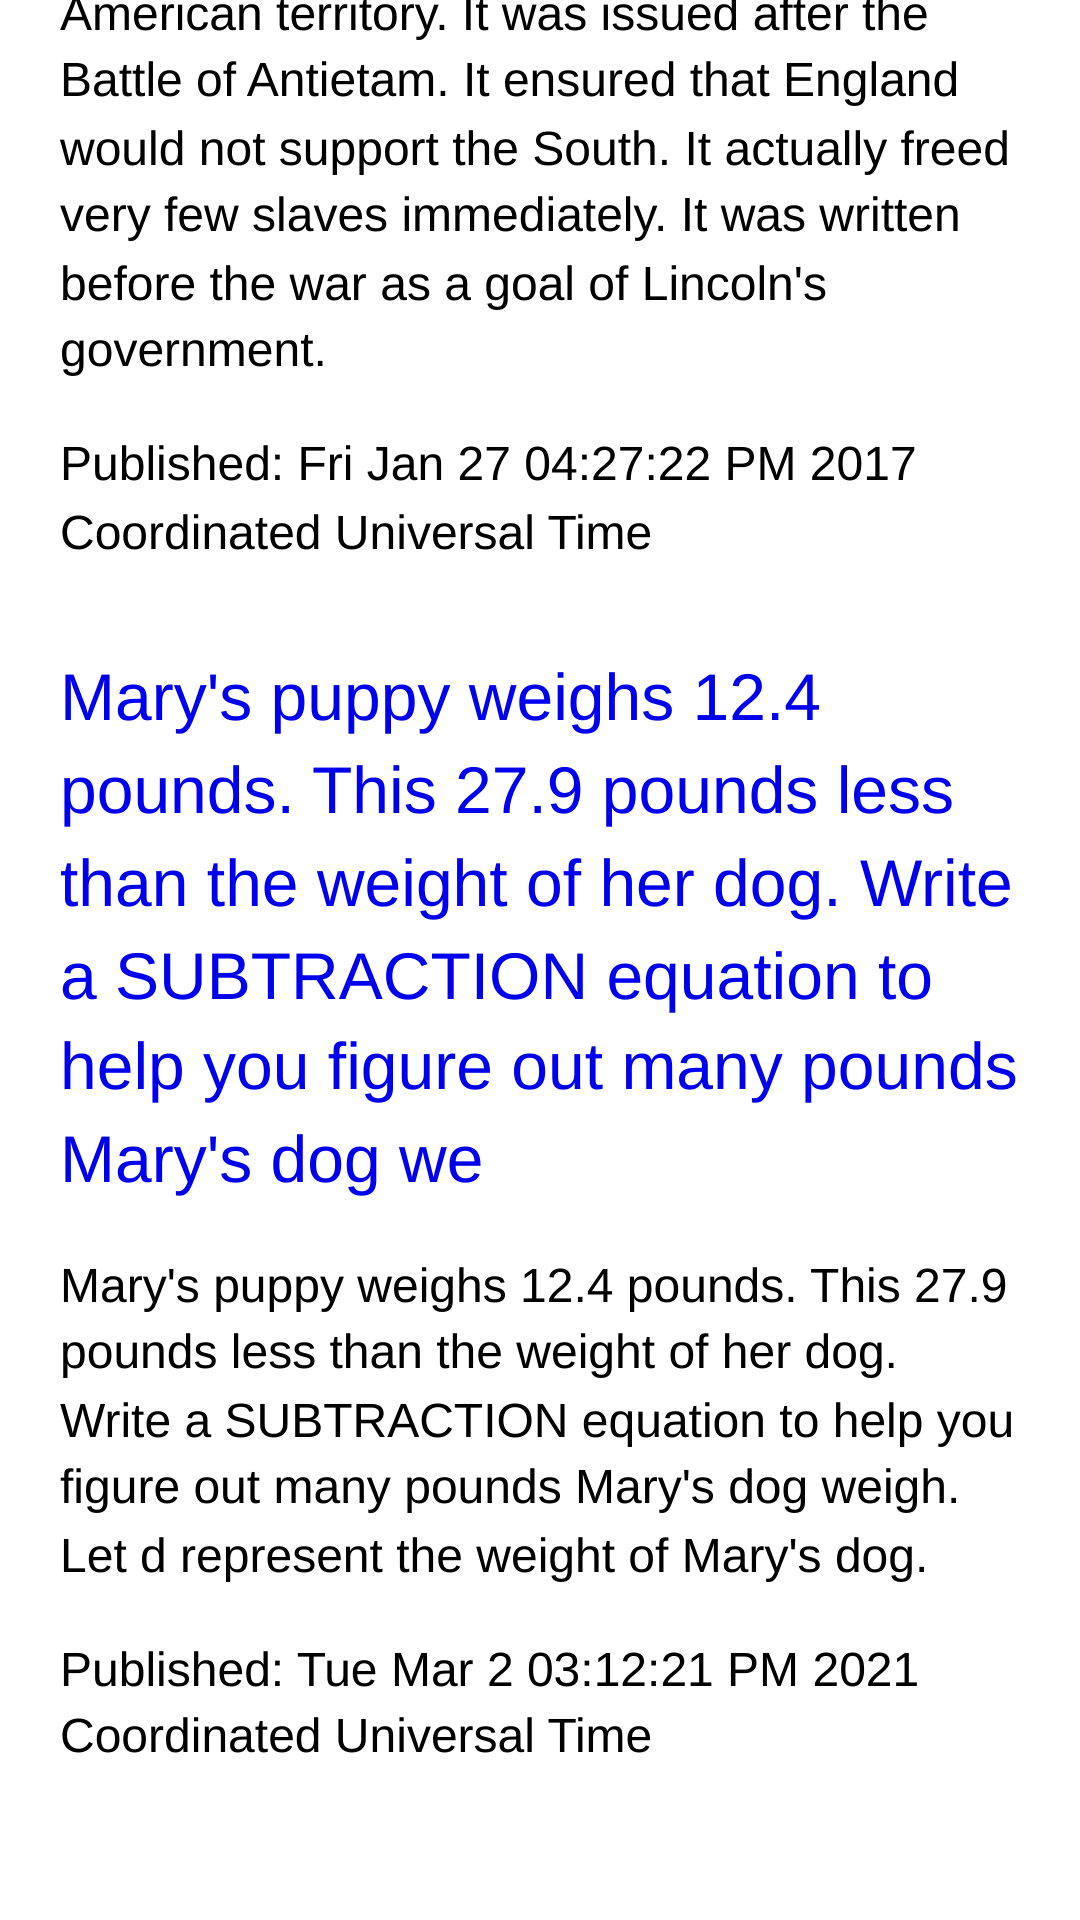 American territory. It was issued after the
Battle of Antietam. It ensured that England
would not support the South. It actually freed
very few slaves immediately. It was written
before the war as a goal of Lincoln's
government.
Published: Fri Jan 27 04:27:22 PM 2017
Coordinated Universal Time
Mary's puppy weighs 12.4
pounds. This 27.9 pounds less
than the weight of her dog. Write
a SUBTRACTION equation to
help you figure out many pounds
Mary's dog we
Mary's puppy weighs 12.4 pounds. This 27.9
pounds less than the weight of her dog.
Write a SUBTRACTION equation to help you
figure out many pounds Mary's dog weigh.
Let d represent the weight of Mary's dog.
Published: Tue Mar 2 03:12:21 PM 2021
Coordinated Universal Time